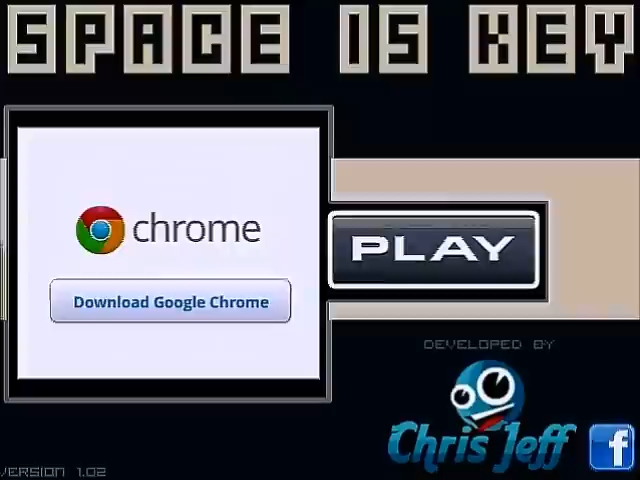 SPACE IS KEY
chrome
Download Google Chrome
PLAY
DEVELOPED BY
Chris Jeff
f
VERSION 1.02